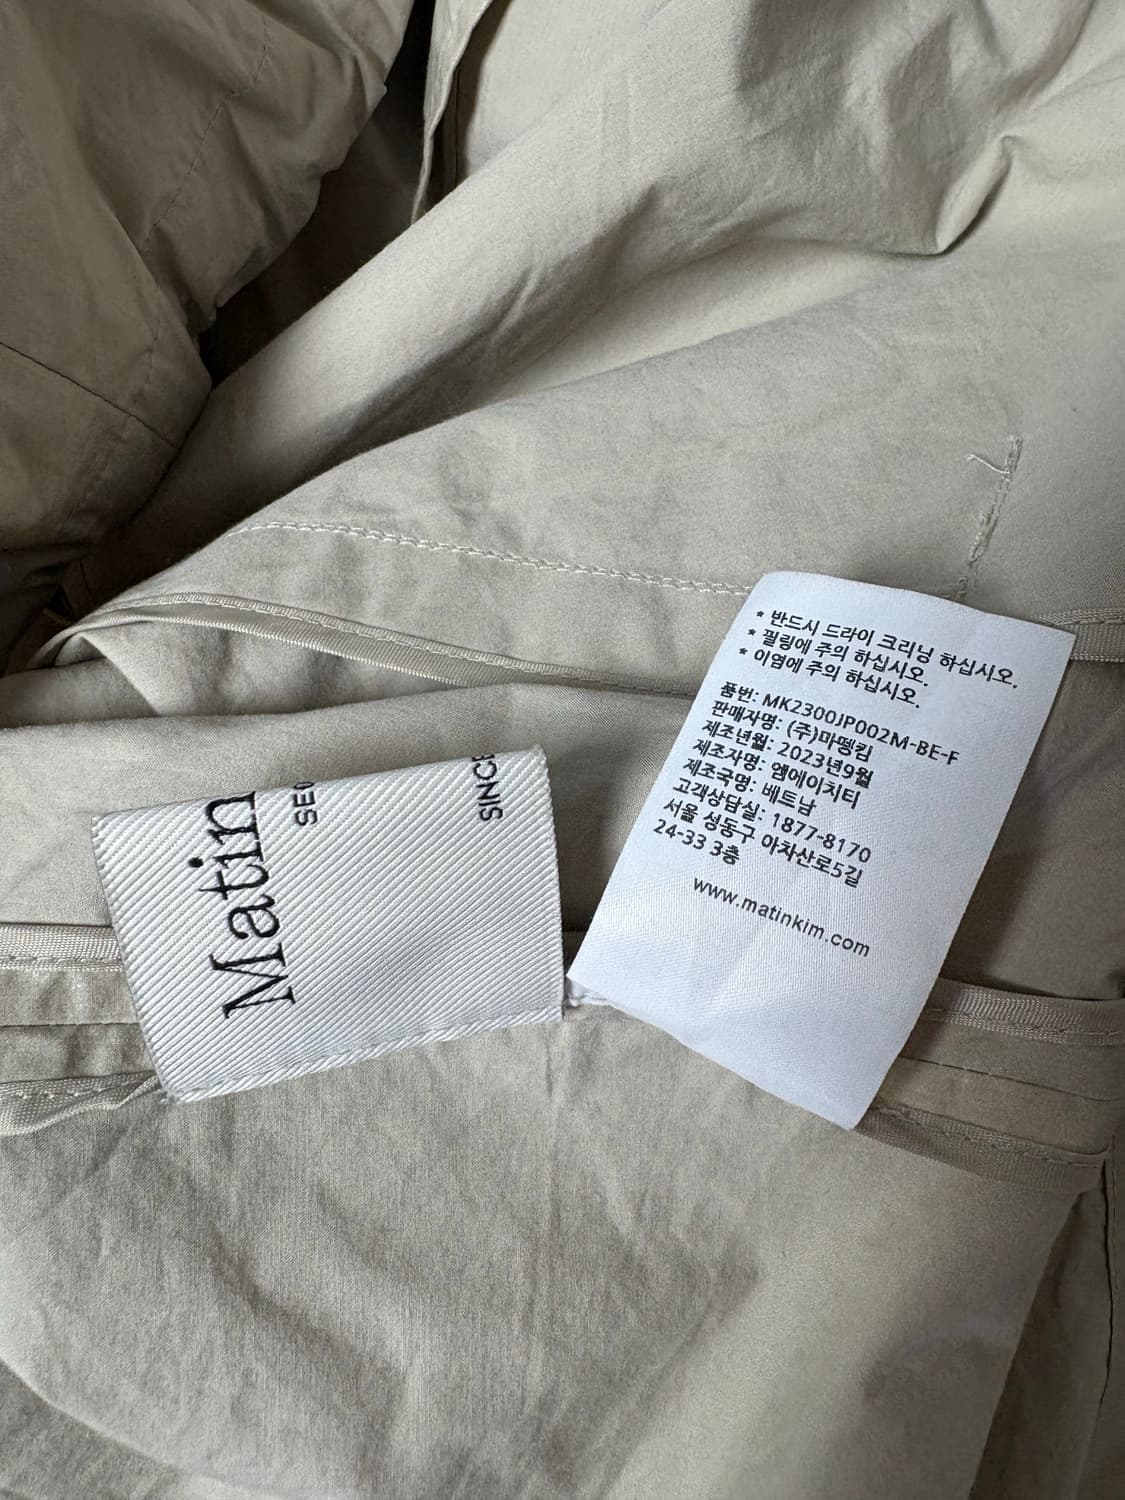 Matin
SEO
SINCE
* 반드시 드라이 크리닝 하십시오.
* 필링에 주의 하십시오.
* 이염에 주의 하십시오.
품번: MK2300JP002M-BE-F
판매자명: (주)마뗑킴
제조년월: 2023년9월
제조자명: 엠에이치티
제조국명: 베트남
고객상담실: 1877-8170
서울 성동구 아차산로5길
24-33 3층
www.matinkim.com